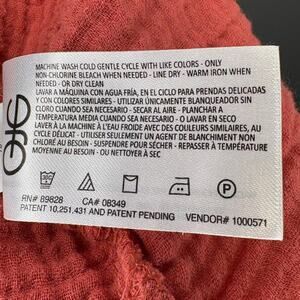 MACHINE WASH COLD GENTLE CYCLE WITH LIKE COLORS - ONLY
NON-CHLORINE BLEACH WHEN NEEDED - LINE DRY - WARM IRON WHEN
NEEDED - OR DRY CLEAN
LAVAR A MÁQUINA CON AGUA FRÍA, EN EL CICLO PARA PRENDAS DELICADAS
Y CON COLORES SIMILARES - UTILIZAR ÚNICAMENTE BLANQUEADOR SIN
CLORO CUANDO SEA NECESARIO - SECAR AL AIRE - PLANCHAR A
TEMPERATURA MEDIA CUANDO SEA NECESARIO - O LAVAR EN SECO
LAVER À LA MACHINE À L'EAU FROIDE AVEC DES COULEURS SIMILAIRES, AU
CYCLE DÉLICAT - UTILISER SEULEMENT UN AGENT DE BLANCHIMENT SANS
CHLORE AU BESOIN - SUSPENDRE POUR SÉCHER - REPASSER À TEMPÉRATURE
MOYENNE AU BESOIN - OU NETTOYER À SEC
RN# 89828 CA# 08349
PATENT 10,251,431 AND PATENT PENDING VENDOR# 1000571